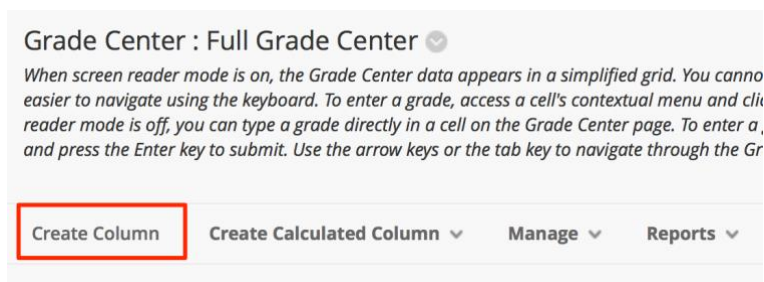 Grade Center : Full Grade Center
When screen reader mode is on, the Grade Center data appears in a simplified grid. You canno
easier to navigate using the keyboard. To enter a grade, access a cell's contextual menu and clic
reader mode is off, you can type a grade directly in a cell on the Grade Center page. To enter a
and press the Enter key to submit. Use the arrow keys or the tab key to navigate through the Gr
Create Column Create Calculated Column Manage Reports